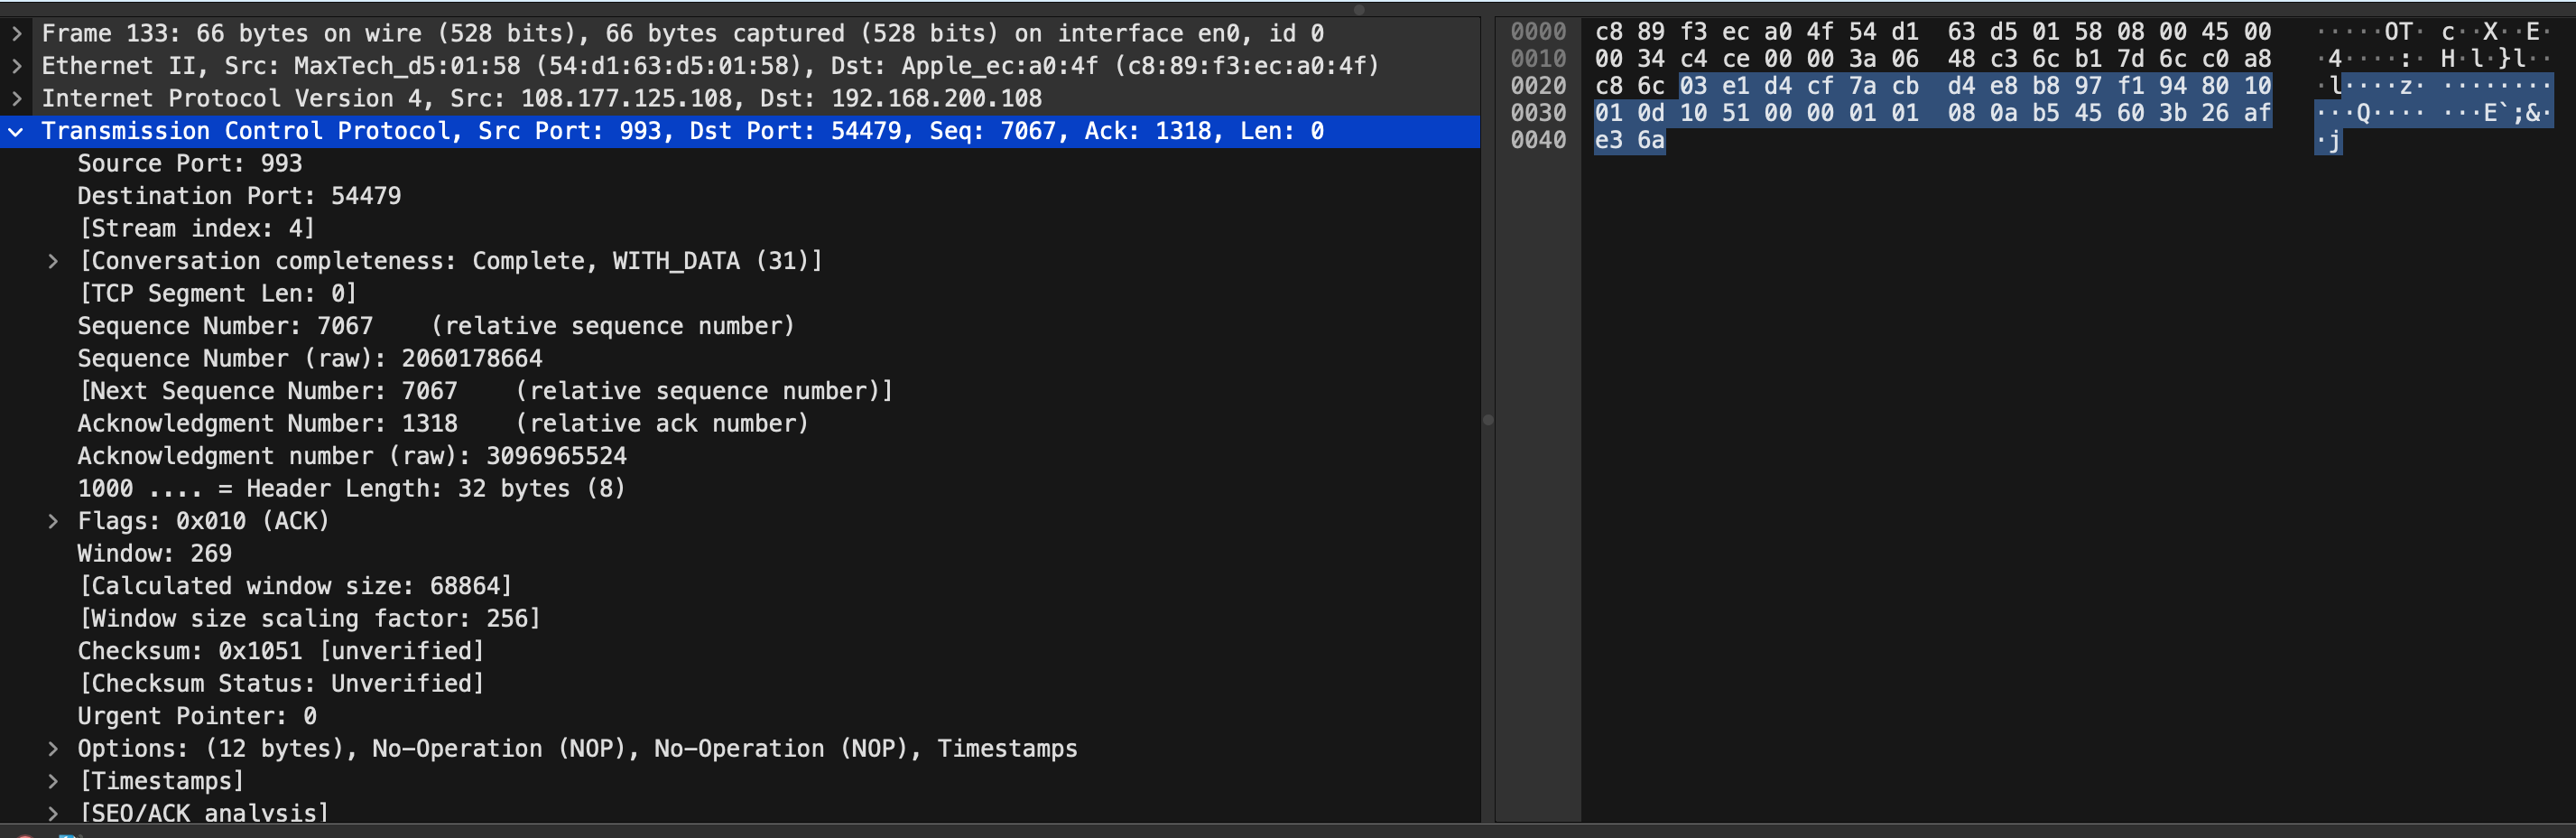 Frame 133: 66 bytes on wire (528 bits), 66 bytes captured (528 bits) on interface en0, id 0
Ethernet II, Src: MaxTech_d5:01:58 (54:d1:63:d5:01:58), Dst: Apple_ec:a0:4f (c8:89:f3:ec:a0:4f)
Internet Protocol Version 4, Src: 108.177.125.108, Dst: 192.168.200.108
Transmission Control Protocol, Src Port: 993, Dst Port: 54479, Seq: 7067, Ack: 1318, Len: 0
Source Port: 993
Destination Port: 54479
[Stream index: 4]
[Conversation completeness: Complete, WITH_DATA (31)]
[TCP Segment Len: 0]
Sequence Number: 7067    (relative sequence number)
Sequence Number (raw): 2060178664
[Next Sequence Number: 7067    (relative sequence number)]
Acknowledgment Number: 1318    (relative ack number)
Acknowledgment number (raw): 3096965524
1000 .... = Header Length: 32 bytes (8)
Flags: 0x010 (ACK)
Window: 269
[Calculated window size: 68864]
[Window size scaling factor: 256]
Checksum: 0x1051 [unverified]
[Checksum Status: Unverified]
Urgent Pointer: 0
Options: (12 bytes), No-Operation (NOP), No-Operation (NOP), Timestamps
[Timestamps]
[SEQ/ACK analysis]
0000 c8 89 f3 ec a0 4f 54 d1  63 d5 01 58 08 00 45 00 ·····OT· c··X··E·
0010 00 34 c4 ce 00 00 3a 06  48 c3 6c b1 7d 6c c0 a8 ·4····:· H·l·}l··
0020 c8 6c 03 e1 d4 cf 7a cb  d4 e8 b8 97 f1 94 80 10 ·l····z· ········
0030 01 0d 10 51 00 00 01 01  08 0a b5 45 60 3b 26 af ···Q···· ···E`;&·
0040 e3 6a ·j